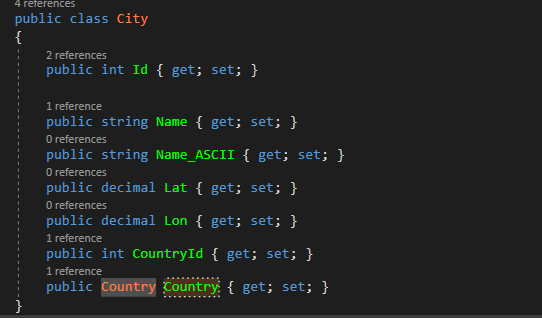 4 references
public class City
{
2 references
public int Id { get; set; }
1 reference
public string Name { get; set; }
0 references
public string Name_ASCII { get; set; }
0 references
public decimal Lat { get; set; }
0 references
public decimal Lon { get; set; }
1 reference
public int CountryId { get; set; }
1 reference
public Country Country { get; set; }
}